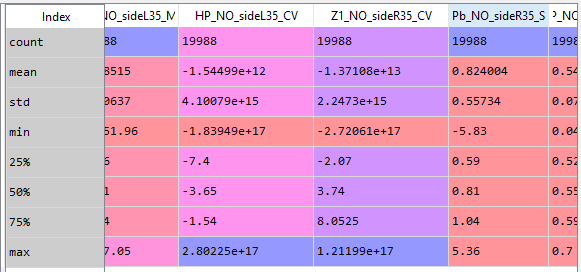 Index NO_sideL35_M HP_NO_sideL35_CV Z1_NO_sideR35_CV Pb_NO_sideR35_S P_NO
count 88 19988 19988 19988 1998
mean 8515 -1.54499e+12 -1.37108e+13 0.824004 0.54
std 0637 4.10079e+15 2.2473e+15 0.55734 0.07
min 51.96 -1.83949e+17 -2.72061e+17 -5.83 0.04
25% 6 -7.4 -2.07 0.59 0.52
50% 1 -3.65 3.74 0.81 0.55
75% 4 -1.54 8.0525 1.04 0.59
max 7.05 2.80225e+17 1.21199e+17 5.36 0.7